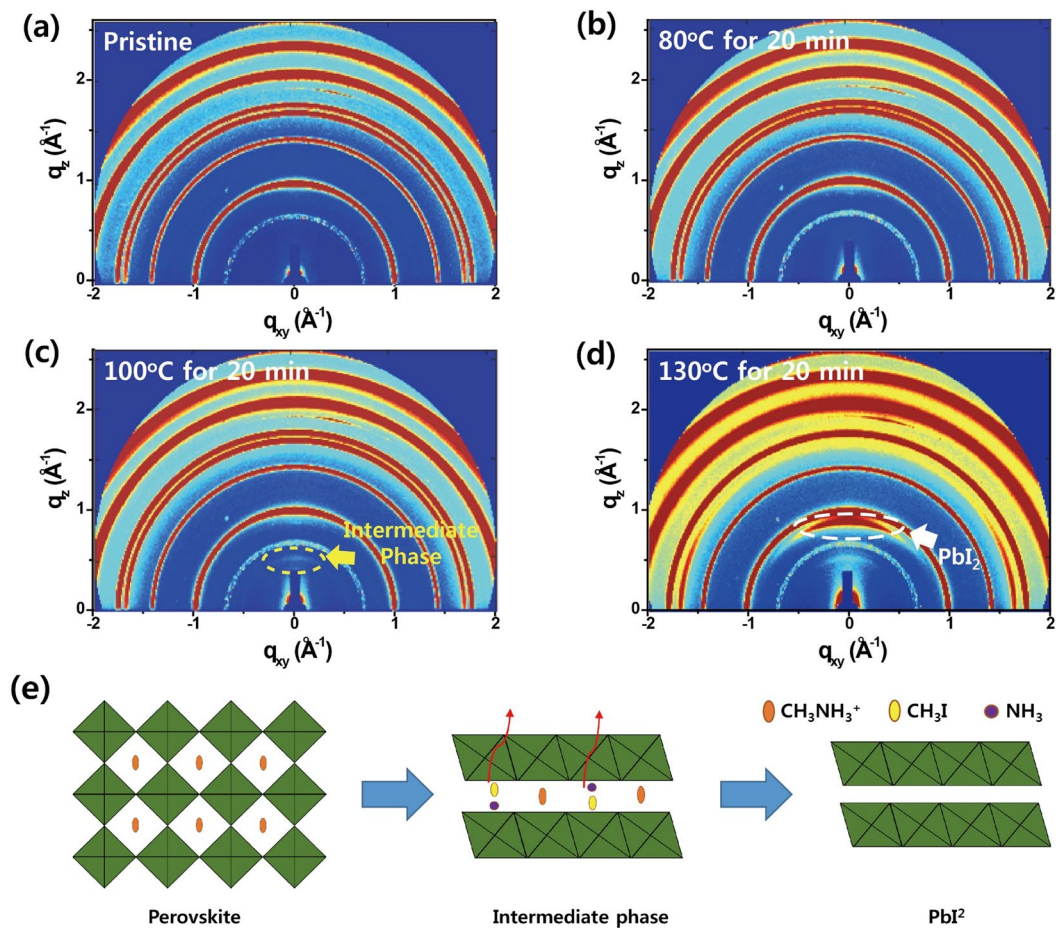 (a)
Pristine
2
1
0
q_z (Å⁻¹)
-2
-1
0
1
2
q_xy (Å⁻¹)
(b)
80°C for 20 min
2
1
0
q_z (Å⁻¹)
-2
-1
0
1
2
q_xy (Å⁻¹)
(c)
100°C for 20 min
2
1
0
q_z (Å⁻¹)
Intermediate
Phase
-2
-1
0
1
2
q_xy (Å⁻¹)
(d)
130°C for 20 min
2
1
0
q_z (Å⁻¹)
PbI₂
-2
-1
0
1
2
q_xy (Å⁻¹)
(e)
CH₃NH₃⁺
CH₃I
NH₃
Perovskite
Intermediate phase
PbI²